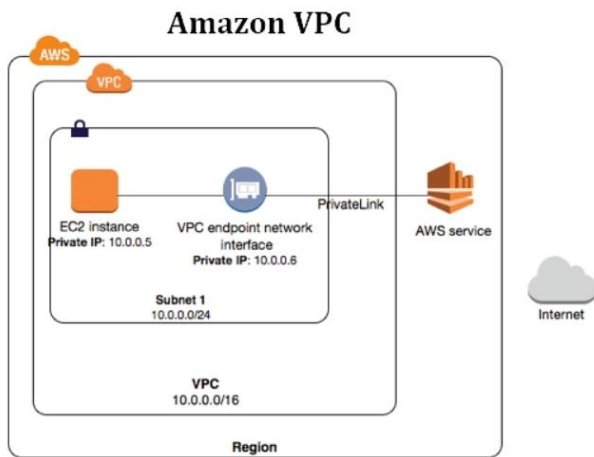 Amazon VPC
AWS
VPC
EC2 instance
Private IP: 10.0.0.5
VPC endpoint network
interface
Private IP: 10.0.0.6
PrivateLink
AWS service
Subnet 1
10.0.0.0/24
Internet
VPC
10.0.0.0/16
Region